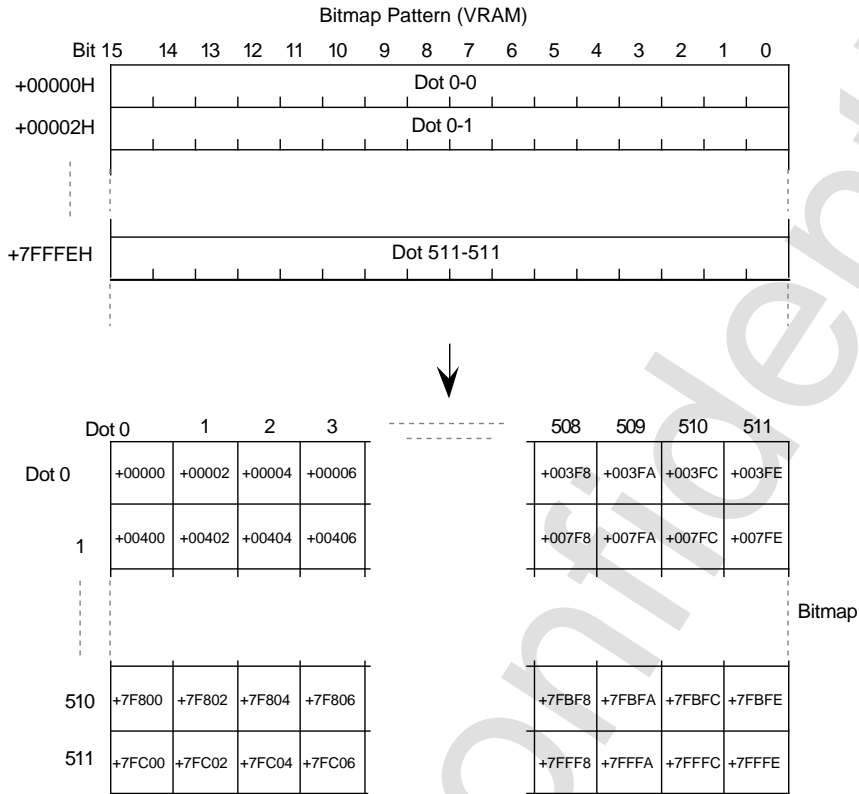 Bitmap Pattern (VRAM)
Bit 15 14 13 12 11 10 9 8 7 6 5 4 3 2 1 0
+00000H Dot 0-0
+00002H Dot 0-1
+7FFFEH Dot 511-511
Dot 0 1 2 3 508 509 510 511
Dot 0 +00000 +00002 +00004 +00006 +003F8 +003FA +003FC +003FE
1 +00400 +00402 +00404 +00406 +007F8 +007FA +007FC +007FE
Bitmap
510 +7F800 +7F802 +7F804 +7F806 +7FBF8 +7FBFA +7FBFC +7FBFE
511 +7FC00 +7FC02 +7FC04 +7FC06 +7FFF8 +7FFFA +7FFFC +7FFFE